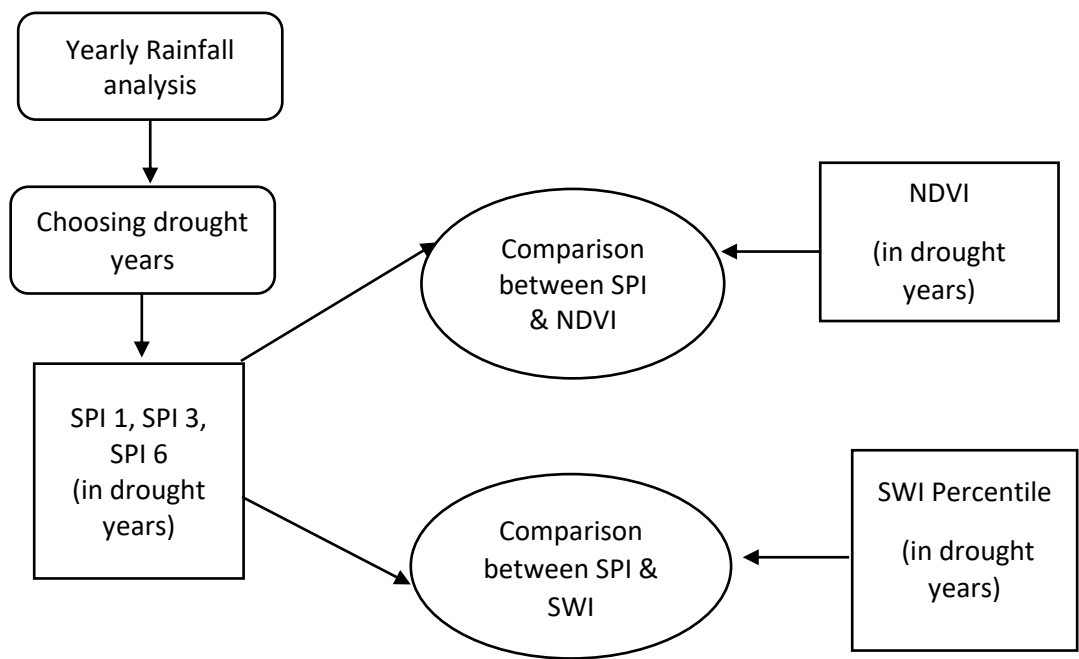 Yearly Rainfall
analysis
Choosing drought
years
SPI 1, SPI 3,
SPI 6
(in drought
years)
Comparison
between SPI
& NDVI
NDVI
(in drought
years)
Comparison
between SPI &
SWI
SWI Percentile
(in drought
years)